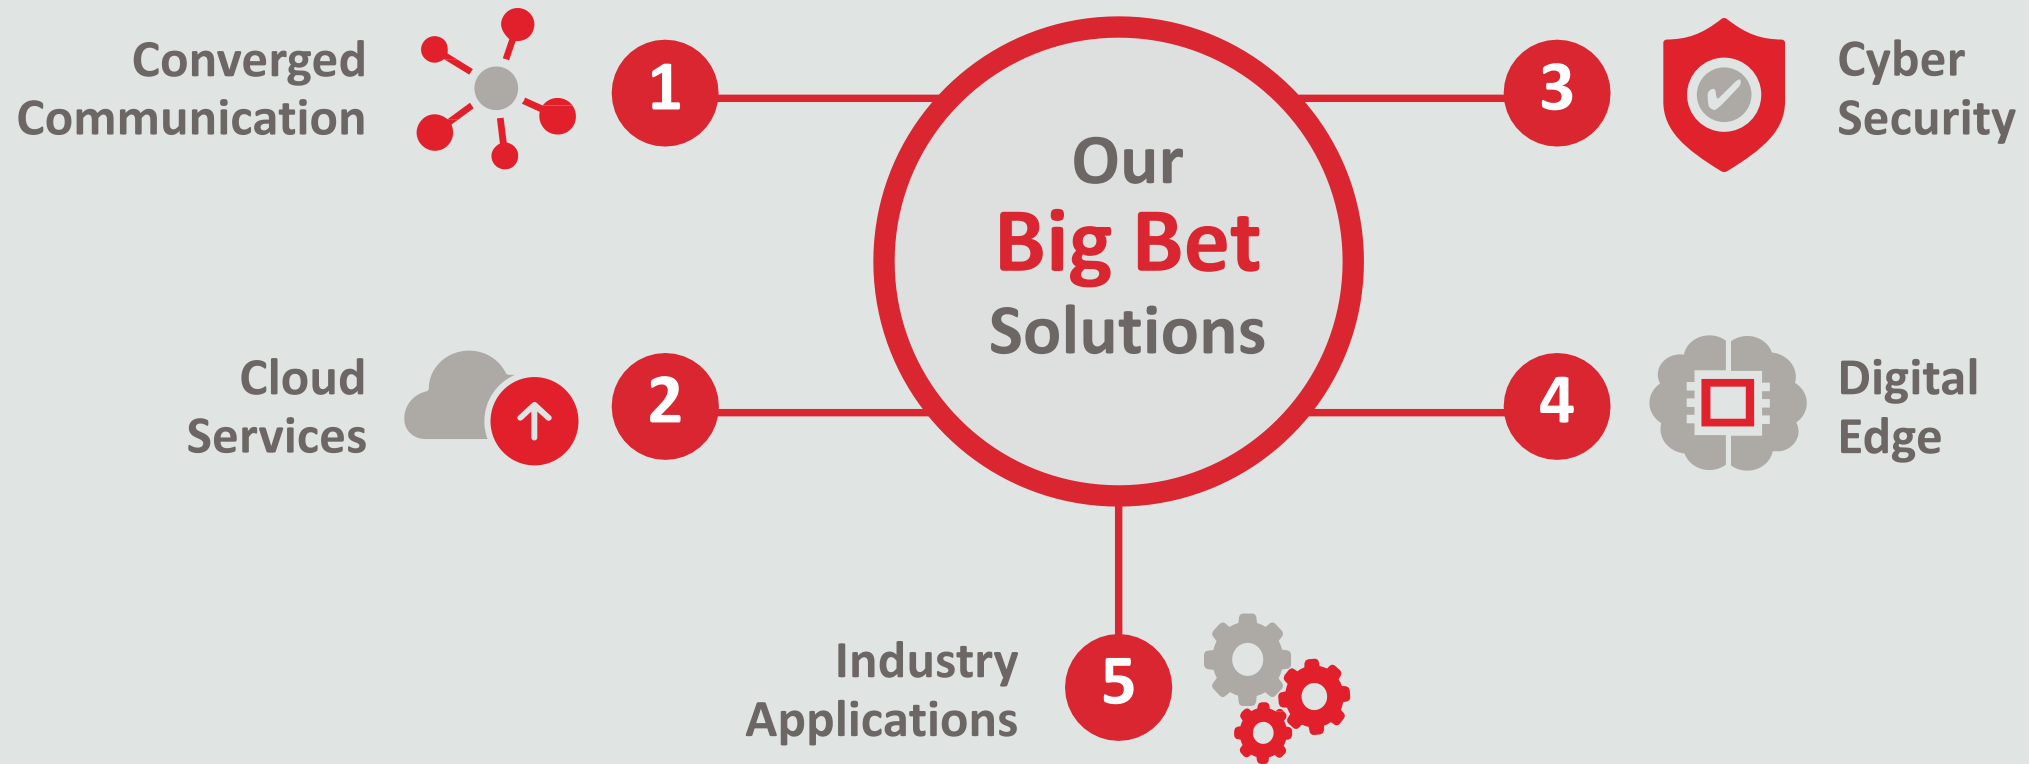 Converged
Communication
1
Cloud
Services
2
Our
Big Bet
Solutions
3
Cyber
Security
4
Digital
Edge
Industry
Applications
5